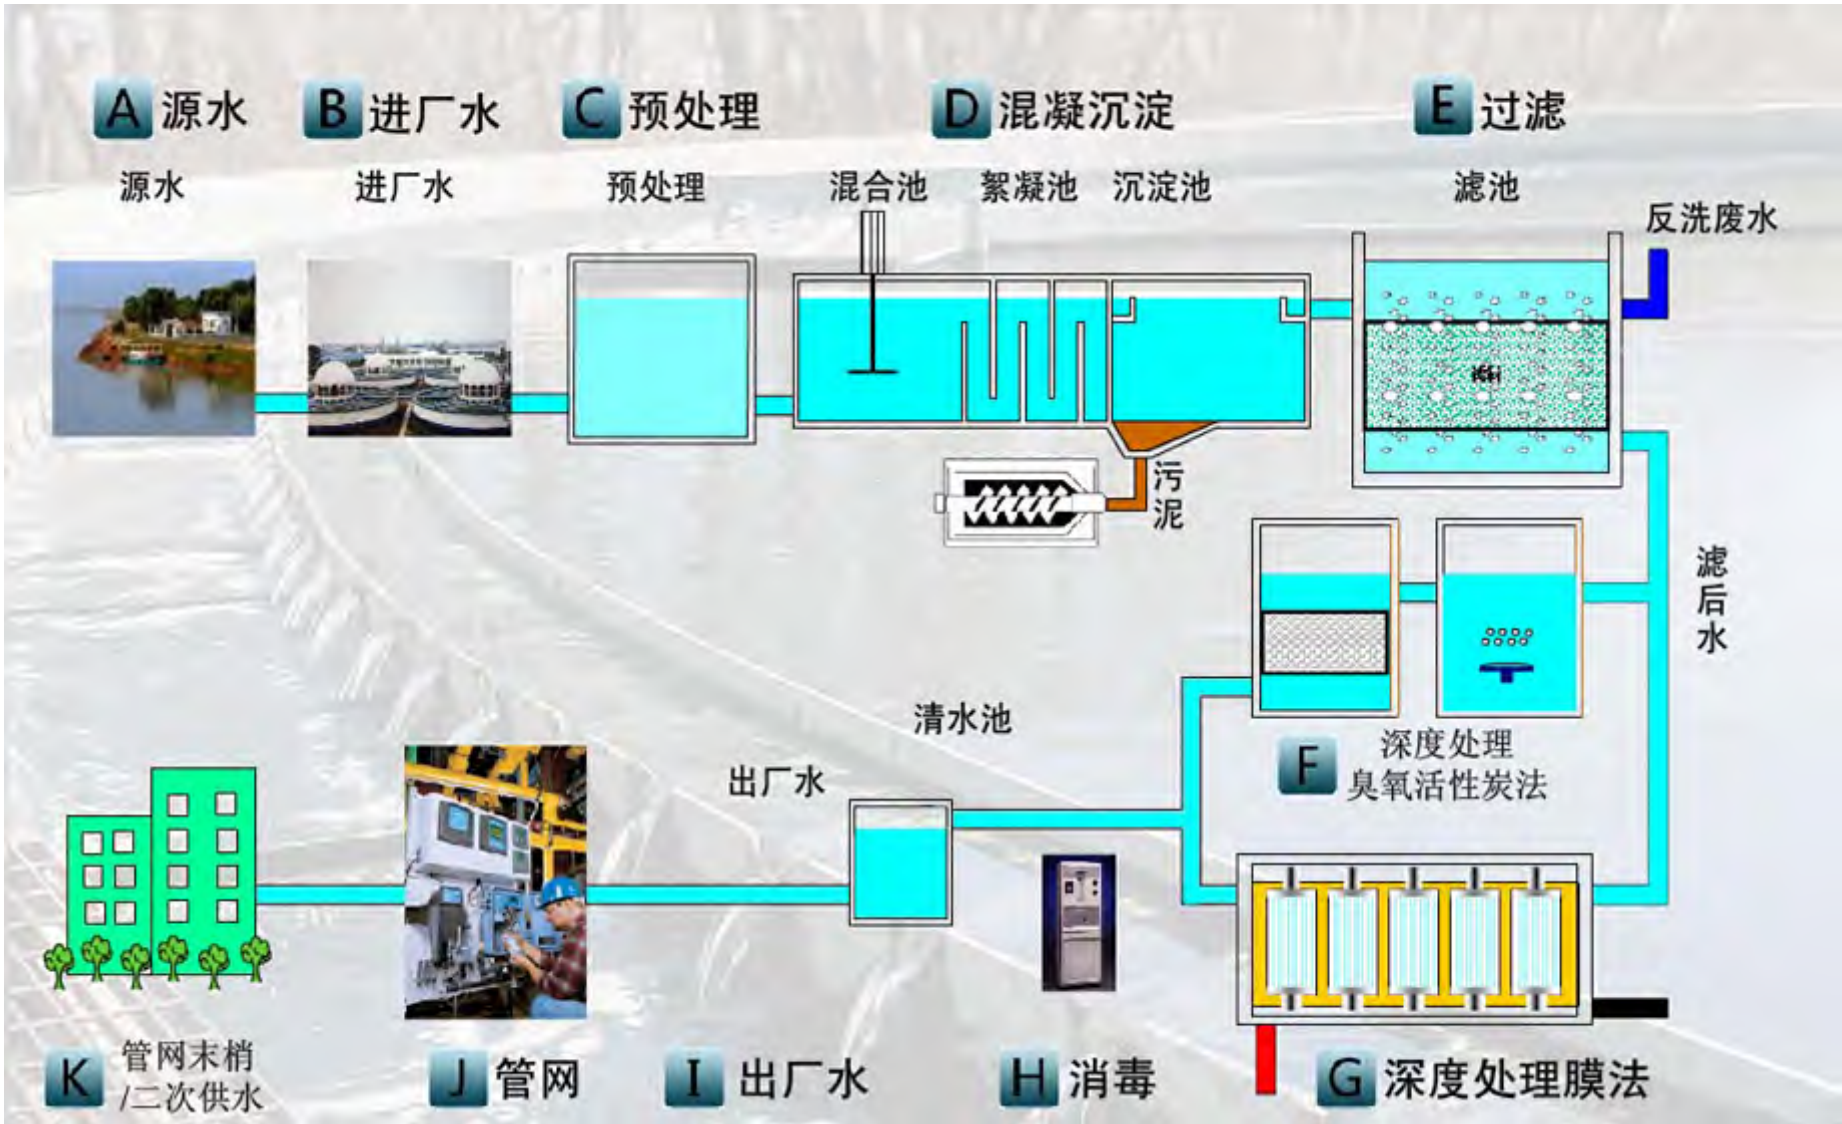 A 源水
B 进厂水
C 预处理
D 混凝沉淀
E 过滤
源水
进厂水
预处理
混合池
絮凝池
沉淀池
滤池
反洗废水
污泥
滤后水
清水池
出厂水
F 深度处理
臭氧活性炭法
K 管网末梢
/二次供水
J 管网
I 出厂水
H 消毒
G 深度处理膜法